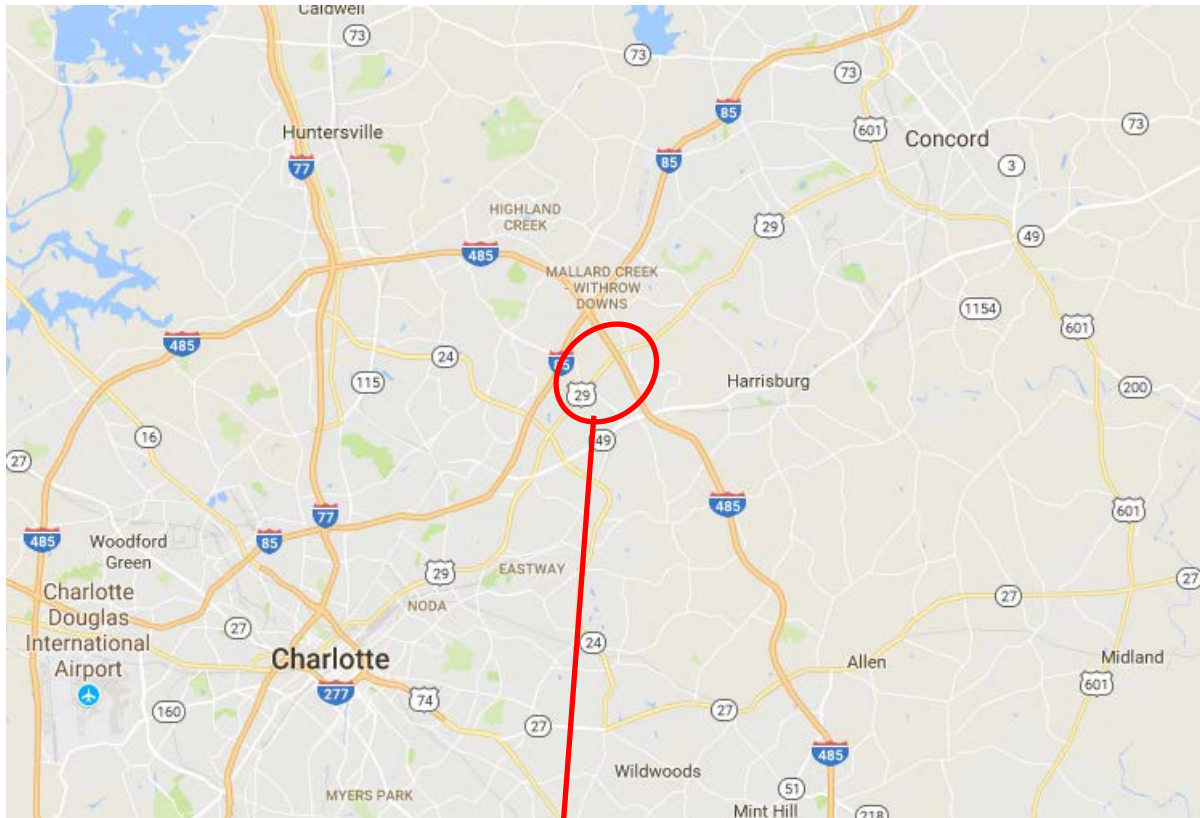 Caldwell
73
73
73
85
601
Concord
73
Huntersville
85
3
77
HIGHLAND
CREEK
29
49
485
MALLARD CREEK
- WITHROW
DOWNS
1154
601
485
24
85
115
29
Harrisburg
200
16
49
27
485
601
77
485
85
Woodford
Green
29
EASTWAY
27
27
Charlotte
Douglas
International
Airport
NODA
27
24
Charlotte
Allen
Midland
277
74
601
160
27
27
485
Wildwoods
51
MYERS PARK
Mint Hill
218